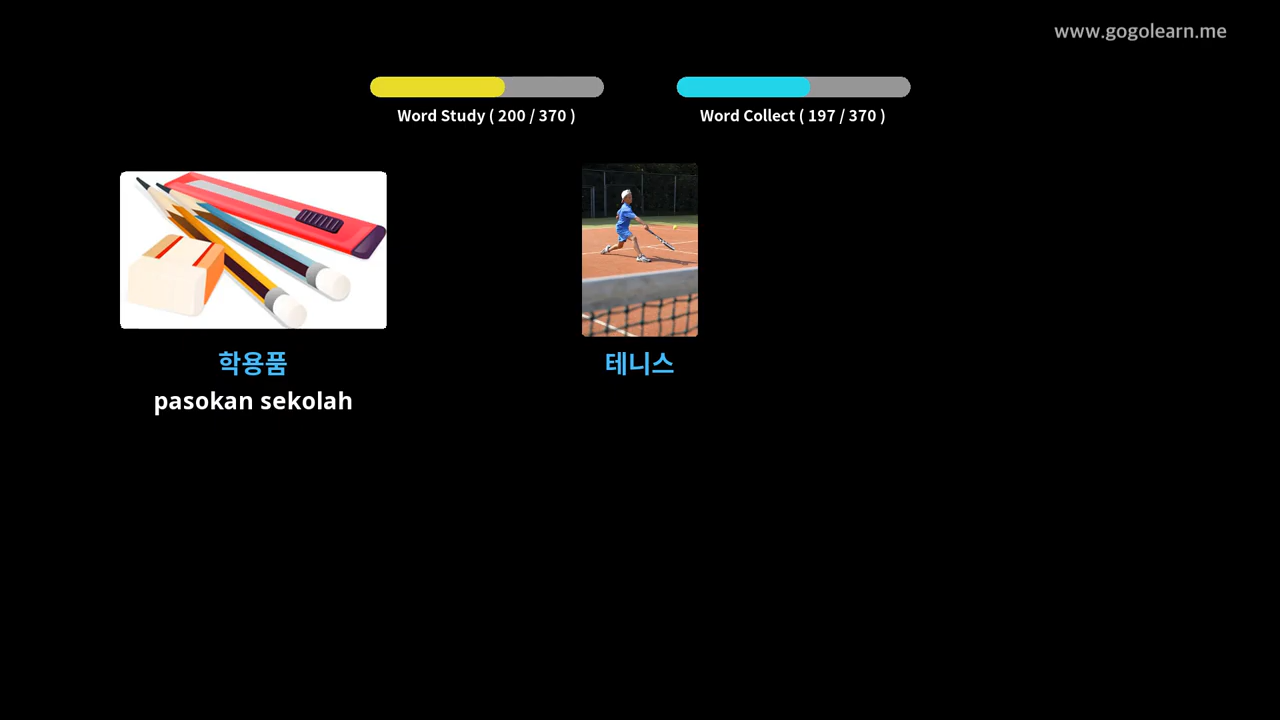 www.gogolearn.me
Word Study ( 200 / 370 )
Word Collect ( 197 / 370 )
학용품
pasokan sekolah
테니스